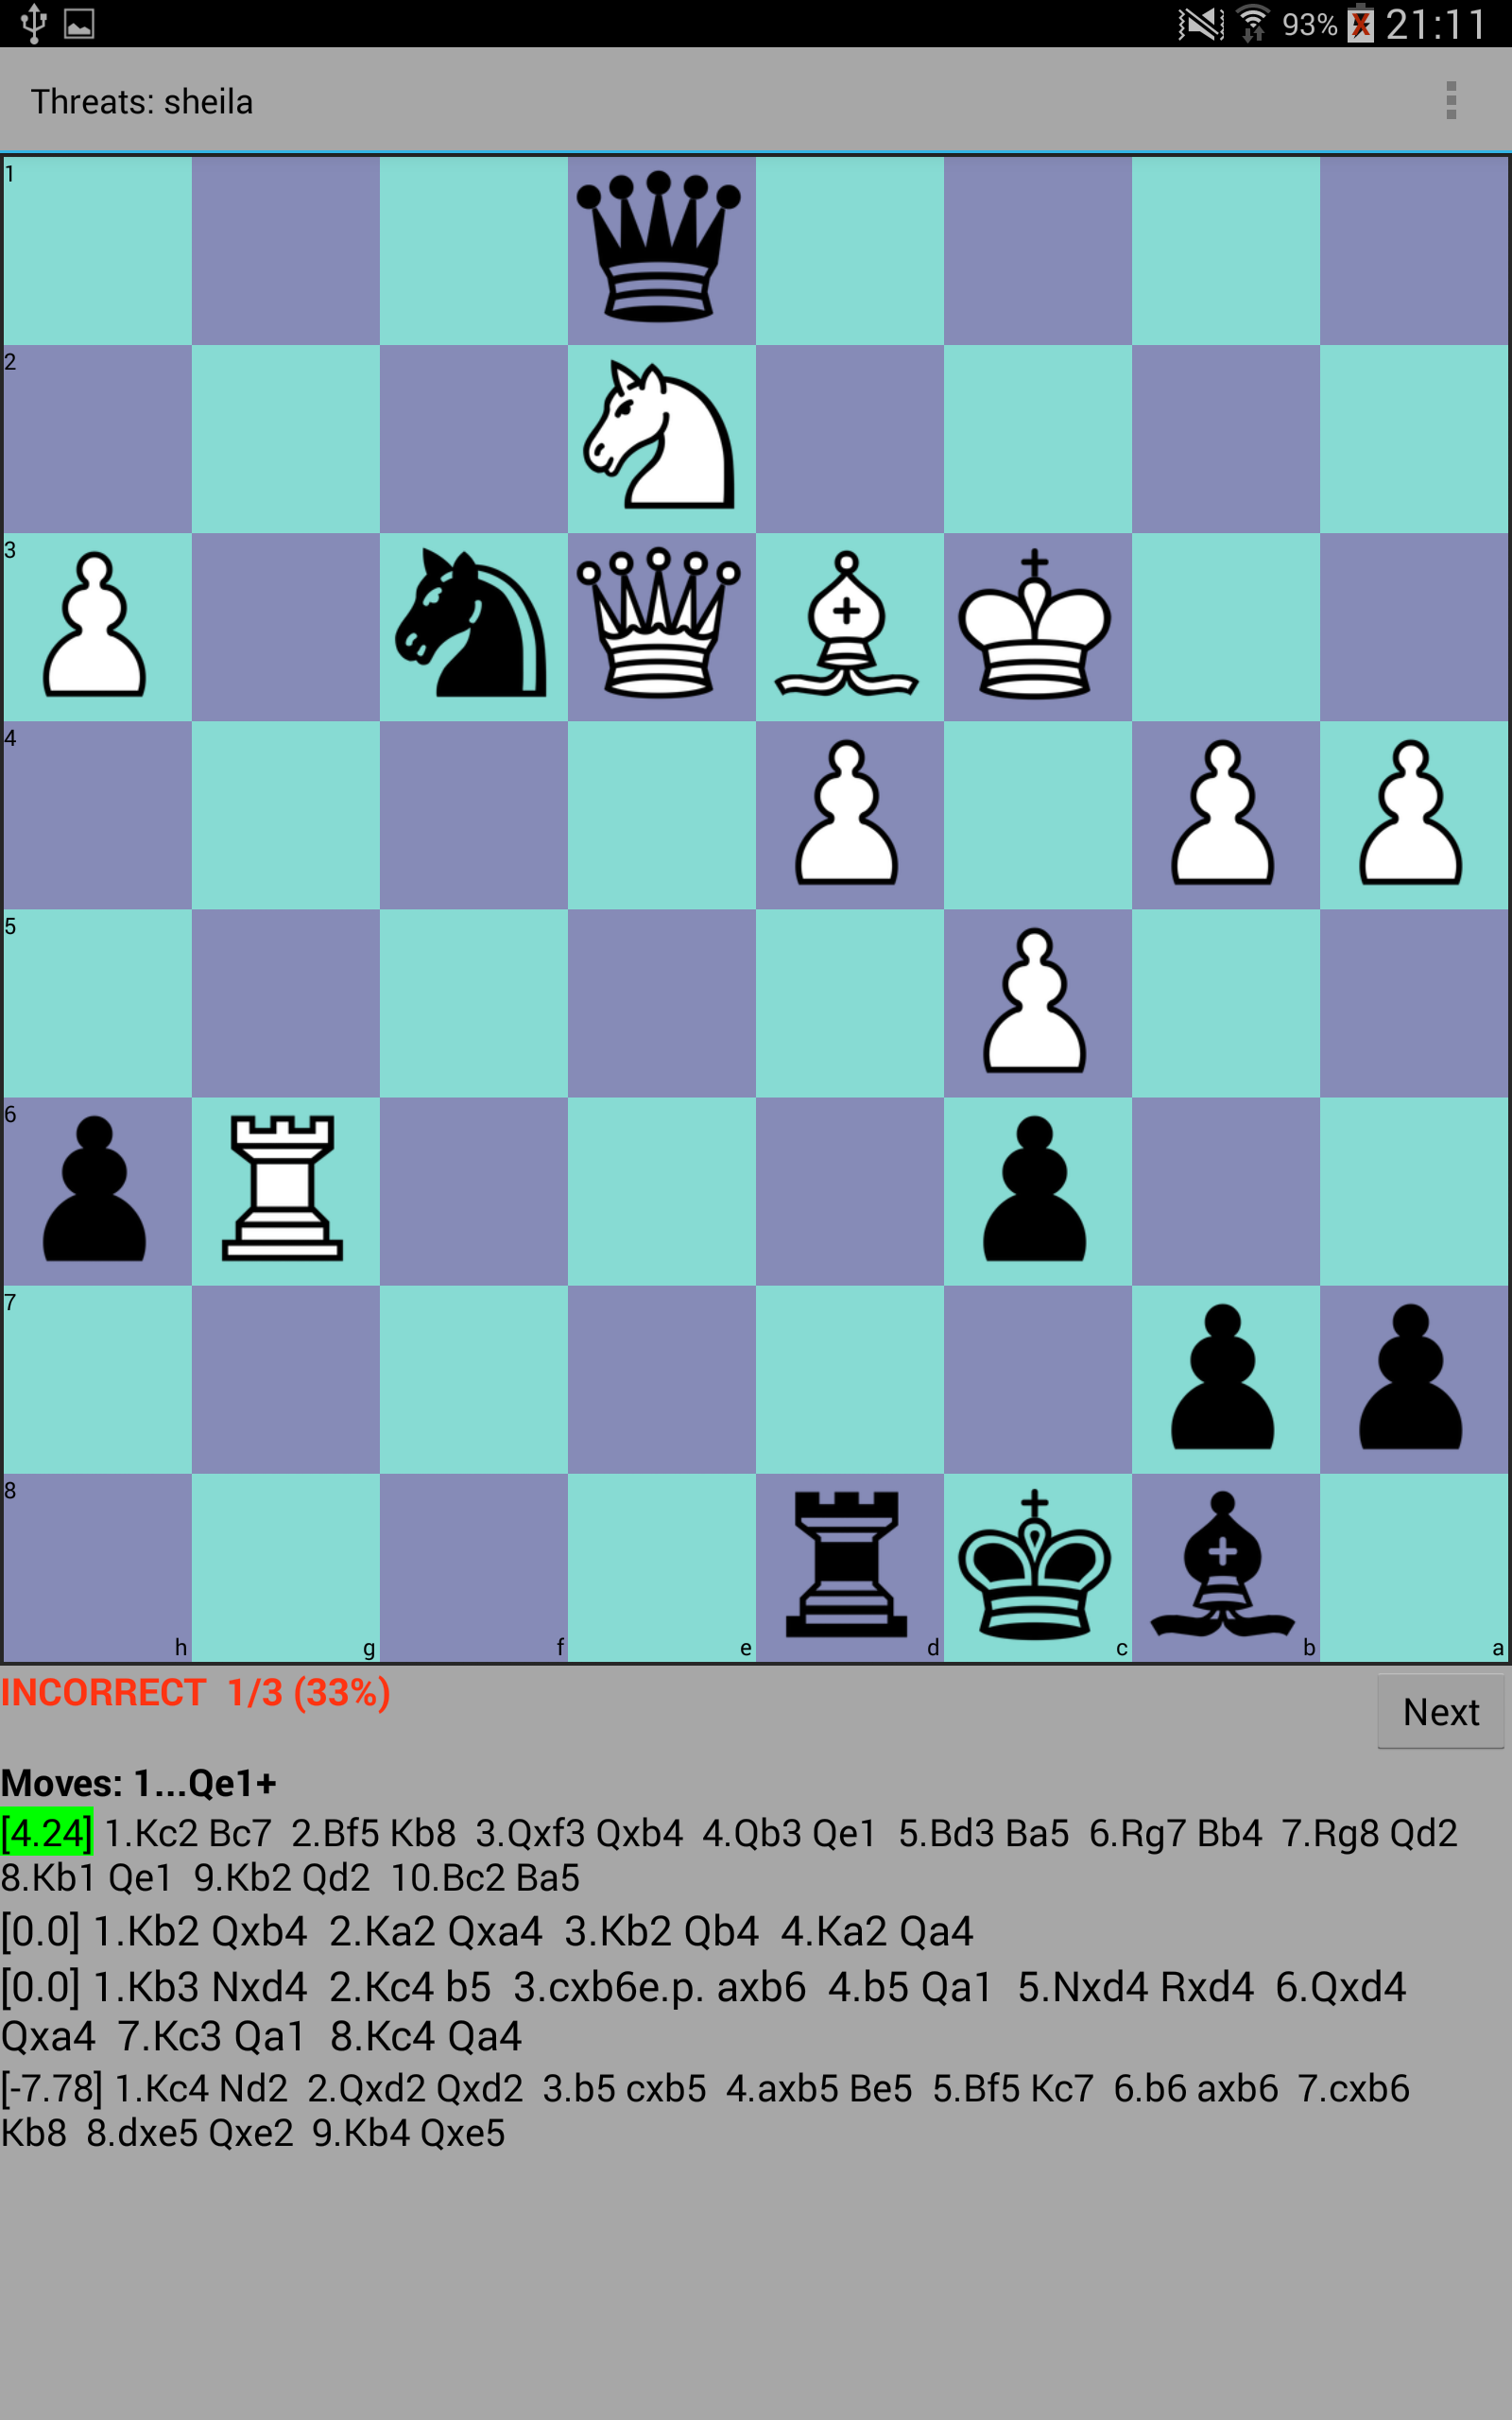 93% 21:11
Threats: sheila
1
2
3
4
5
6
7
8
h g f e d c b a
INCORRECT 1/3 (33%)
Next
Moves: 1...Qe1+
[4.24] 1.Kc2 Bc7 2.Bf5 Kb8 3.Qxf3 Qxb4 4.Qb3 Qe1 5.Bd3 Ba5 6.Rg7 Bb4 7.Rg8 Qd2
8.Kb1 Qe1 9.Kb2 Qd2 10.Bc2 Ba5
[0.0] 1.Kb2 Qxb4 2.Ka2 Qxa4 3.Kb2 Qb4 4.Ka2 Qa4
[0.0] 1.Kb3 Nxd4 2.Kc4 b5 3.cxb6e.p. axb6 4.b5 Qa1 5.Nxd4 Rxd4 6.Qxd4
Qxa4 7.Kc3 Qa1 8.Kc4 Qa4
[-7.78] 1.Kc4 Nd2 2.Qxd2 Qxd2 3.b5 cxb5 4.axb5 Be5 5.Bf5 Kc7 6.b6 axb6 7.cxb6
Kb8 8.dxe5 Qxe2 9.Kb4 Qxe5